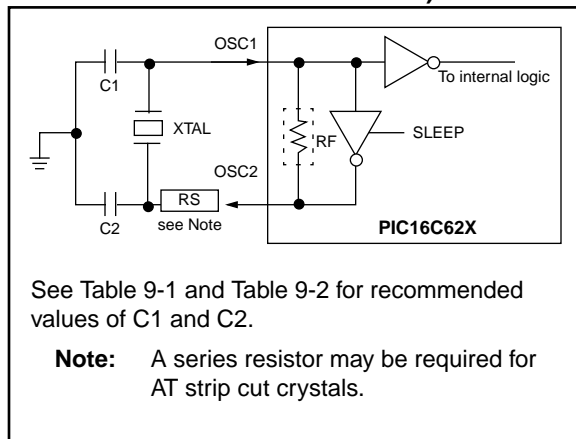 OSC1
C1
To internal logic
XTAL
RF
SLEEP
OSC2
RS
C2
see Note
PIC16C62X
See Table 9-1 and Table 9-2 for recommended
values of C1 and C2.
Note: A series resistor may be required for
AT strip cut crystals.